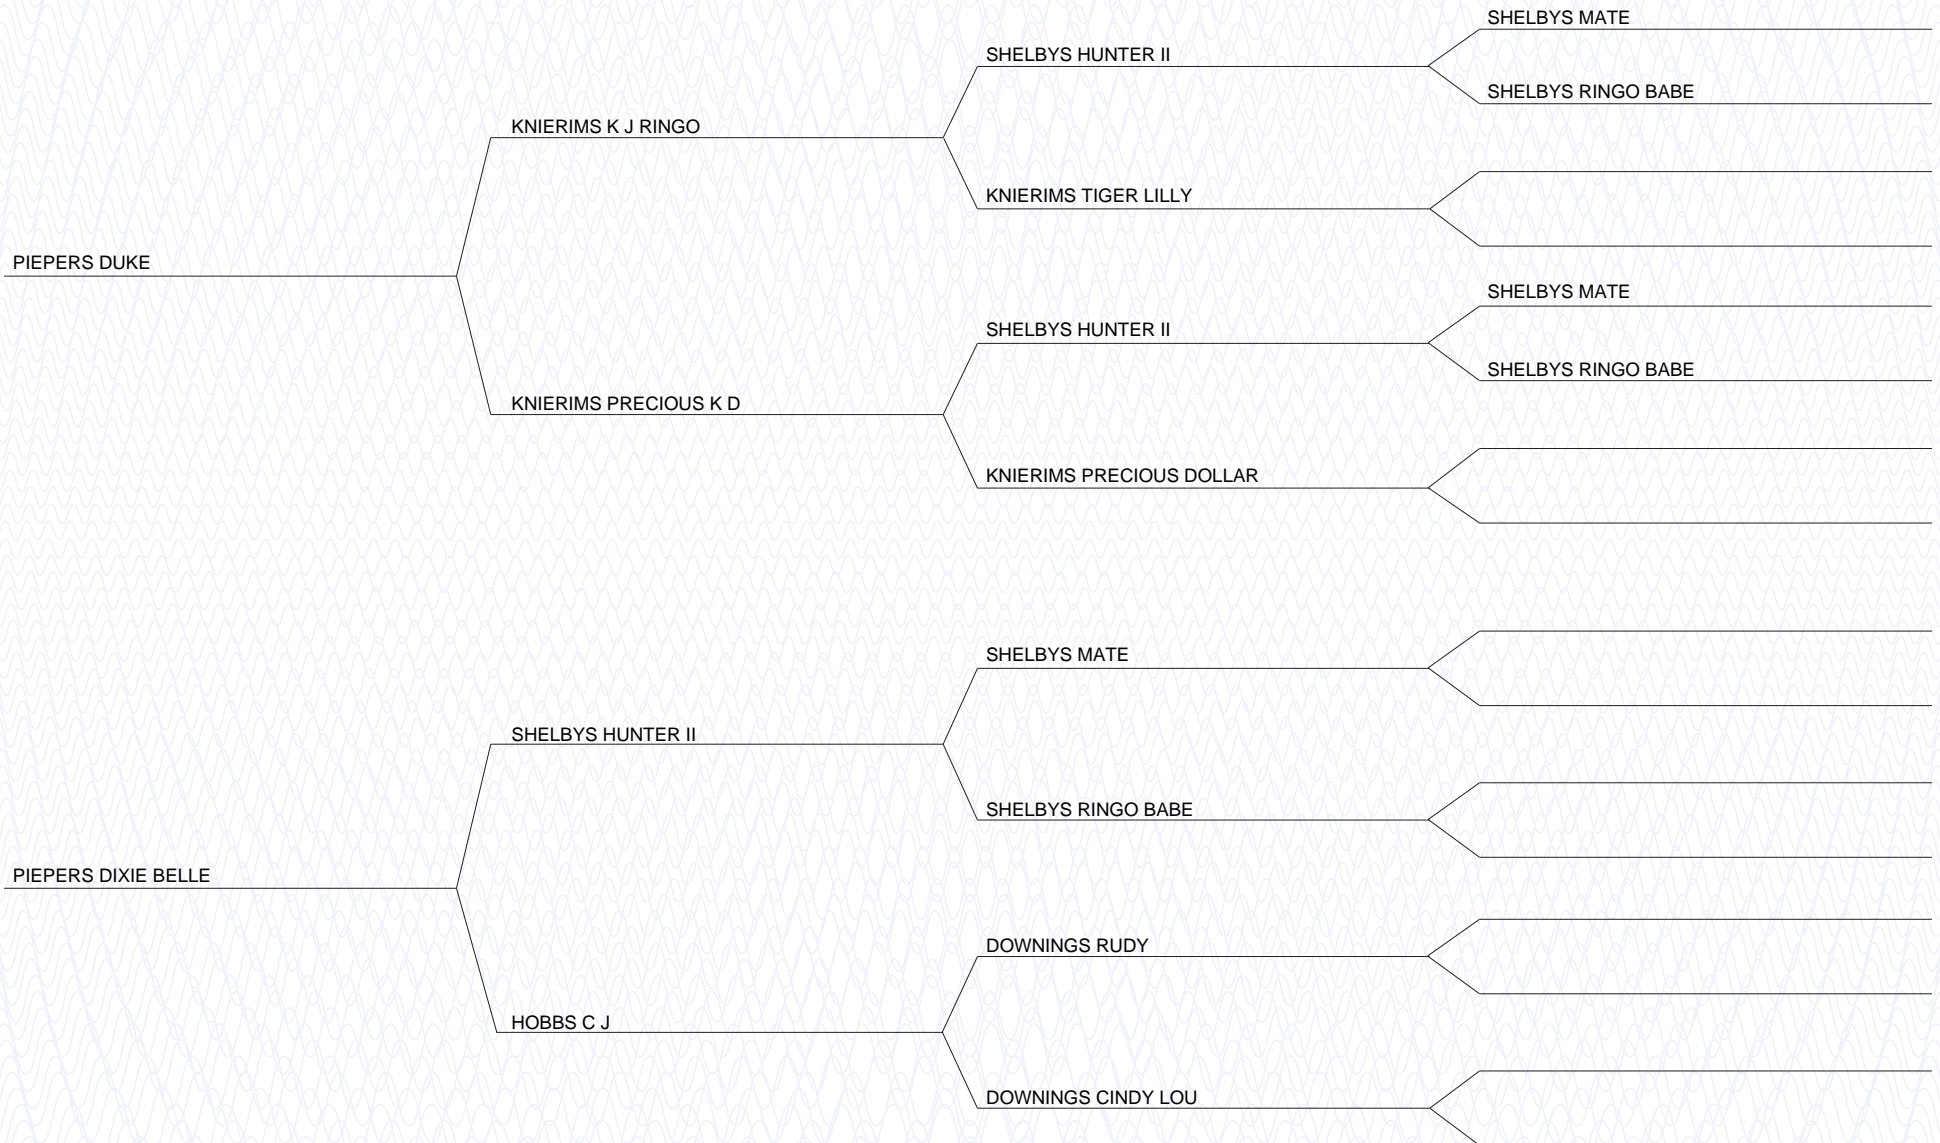 SHELBYS MATE
SHELBYS HUNTER II
SHELBYS RINGO BABE
KNIERIMS K J RINGO
KNIERIMS TIGER LILLY
PIEPERS DUKE
SHELBYS MATE
SHELBYS HUNTER II
SHELBYS RINGO BABE
KNIERIMS PRECIOUS K D
KNIERIMS PRECIOUS DOLLAR
SHELBYS MATE
SHELBYS HUNTER II
SHELBYS RINGO BABE
PIEPERS DIXIE BELLE
DOWNINGS RUDY
HOBBS C J
DOWNINGS CINDY LOU